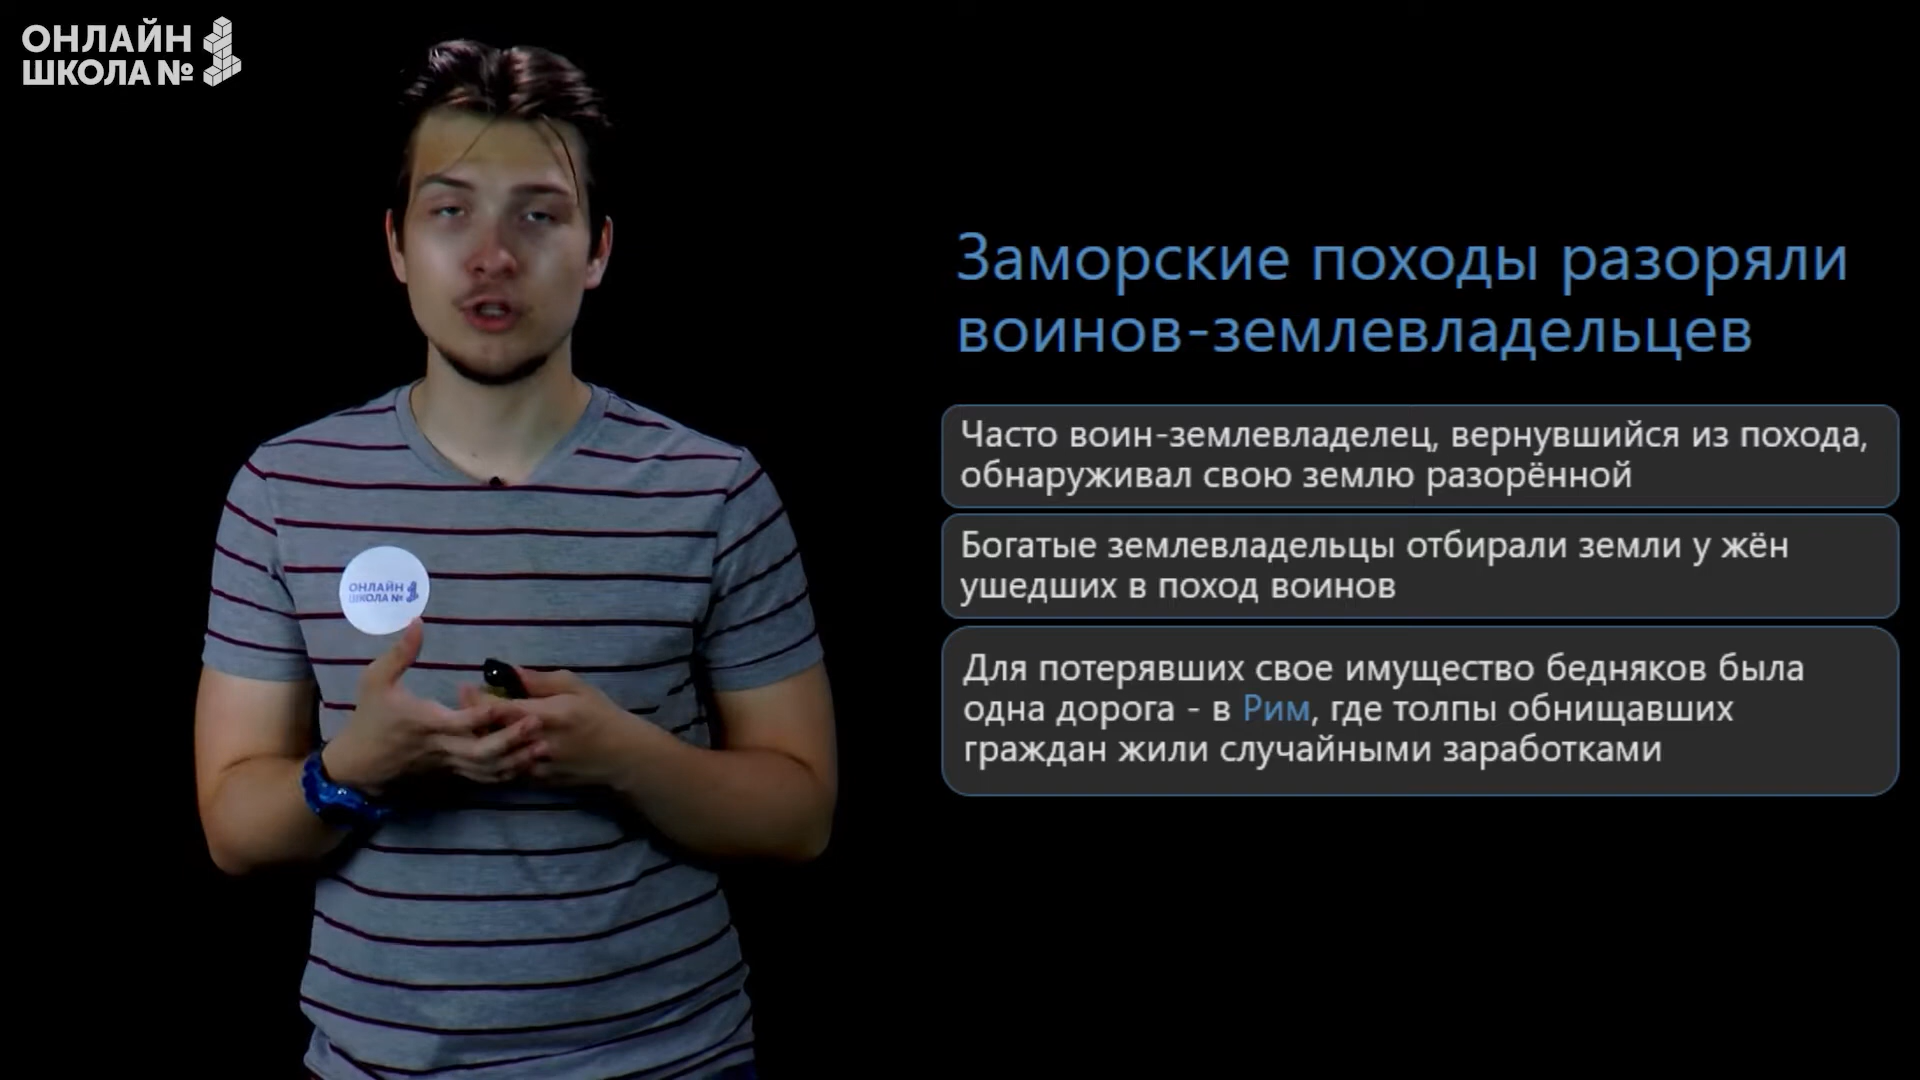 ОНЛАЙН
ШКОЛА №1
Заморские походы разоряли
воинов-землевладельцев
Часто воин-землевладелец, вернувшийся из похода,
обнаруживал свою землю разорённой
Богатые землевладельцы отбирали земли у жён
ушедших в поход воинов
Для потерявших свое имущество бедняков была
одна дорога - в Рим, где толпы обнищавших
граждан жили случайными заработками
ОНЛАЙН
ШКОЛА №1